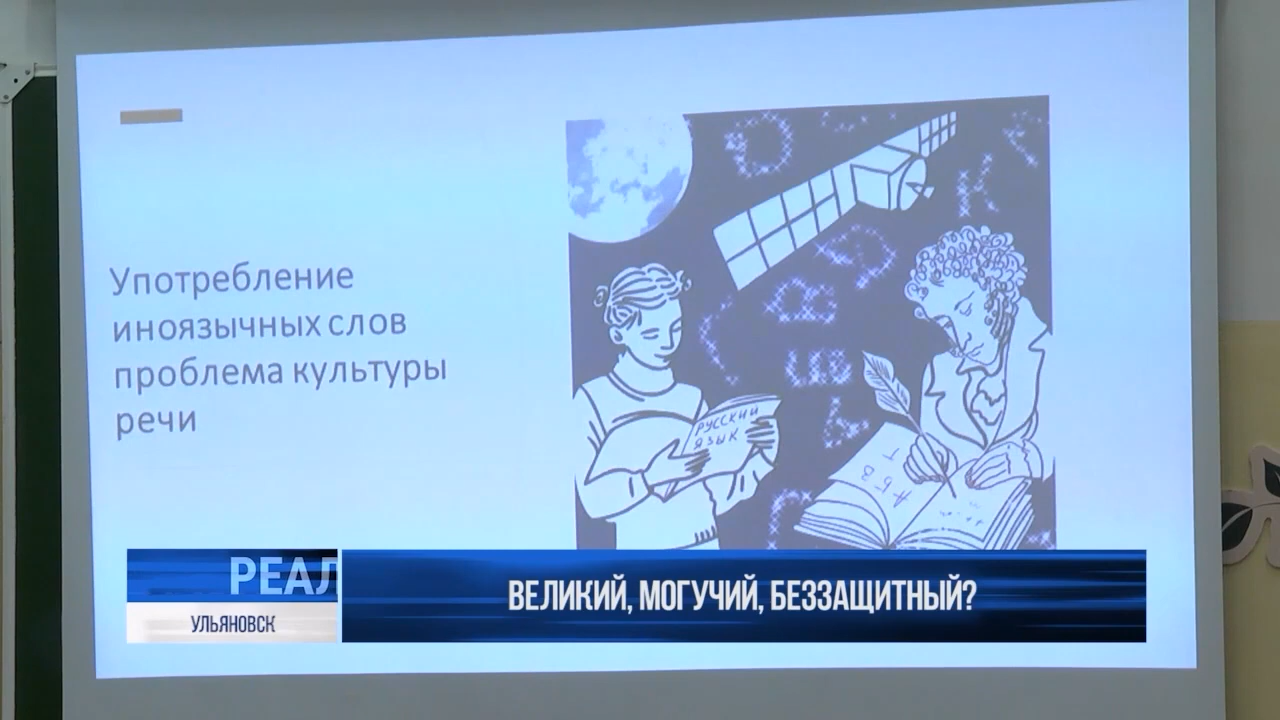 Употребление
иноязычных слов
проблема культуры
речи
РУССКИЙ
ЯЗЫК
А Б В
Г
РЕАЛ
УЛЬЯНОВСК
ВЕЛИКИЙ, МОГУЧИЙ, БЕЗЗАЩИТНЫЙ?